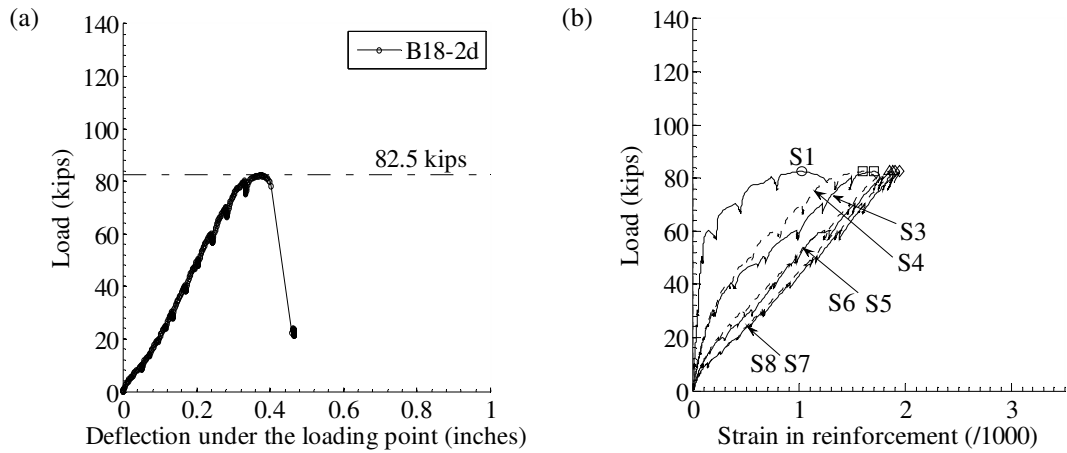 (a)
140
120
100
80
60
40
20
0
Load (kips)
B18-2d
82.5 kips
0
0.2
0.4
0.6
0.8
1
Deflection under the loading point (inches)
(b)
140
120
100
80
60
40
20
0
Load (kips)
S1
S3
S4
S6 S5
S8 S7
0
1
2
3
Strain in reinforcement (/1000)